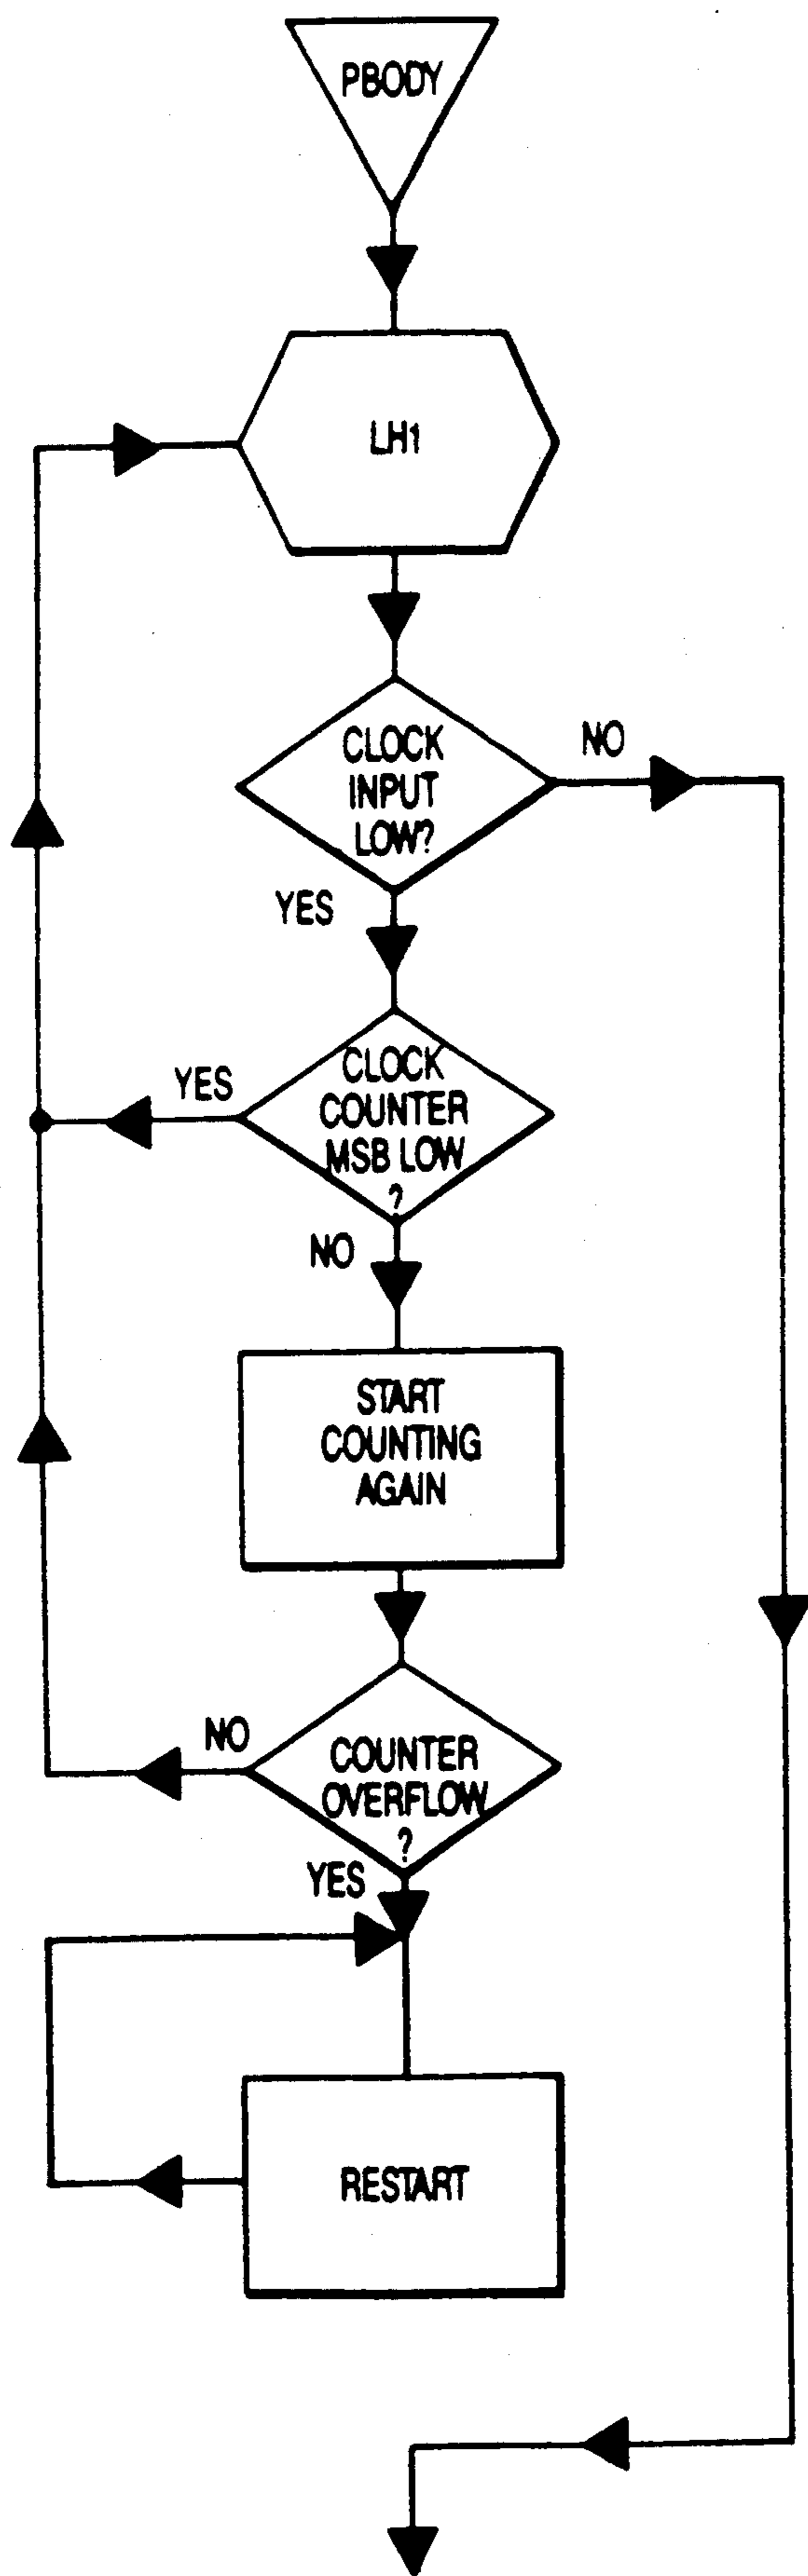 PBODY
LH1
CLOCK
INPUT
LOW?
NO
YES
CLOCK
COUNTER
MSB LOW
?
YES
NO
START
COUNTING
AGAIN
COUNTER
OVERFLOW
?
NO
YES
RESTART